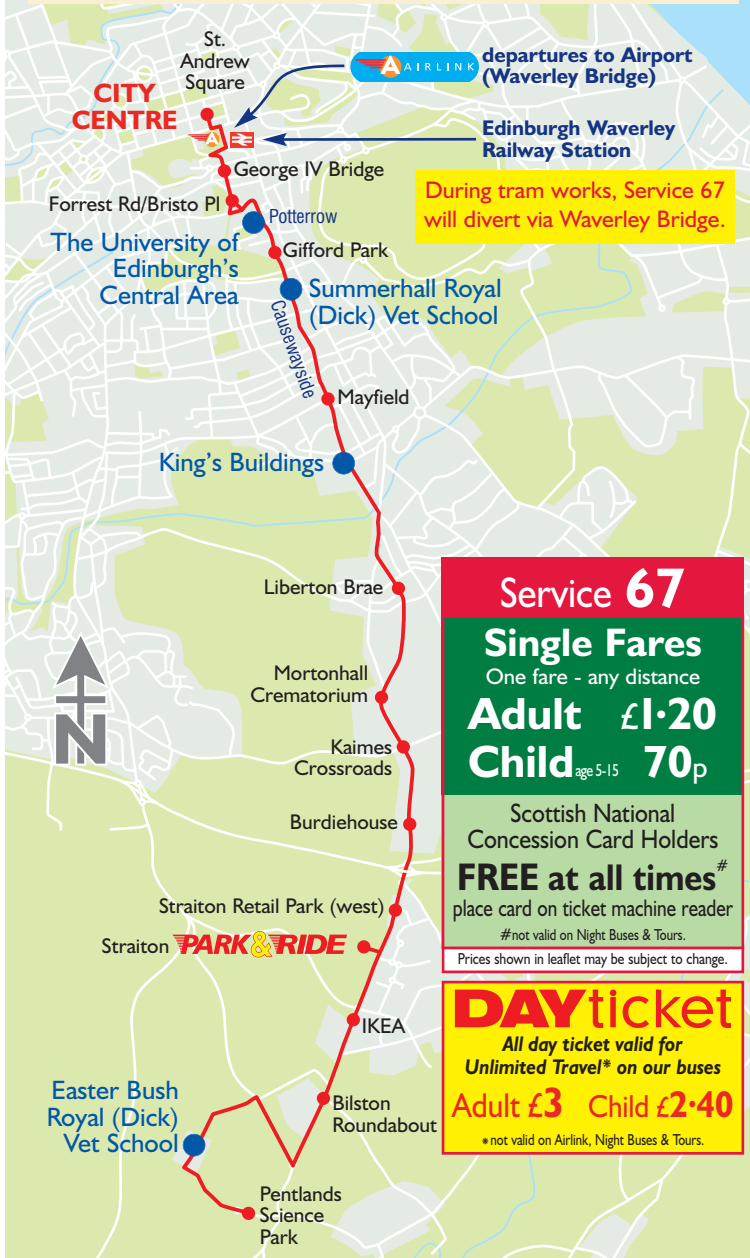 St.
Andrew
Square
AIRLINK
departures to Airport
(Waverley Bridge)
CITY
CENTRE
A
Edinburgh Waverley
Railway Station
George IV Bridge
During tram works, Service 67
will divert via Waverley Bridge.
Forrest Rd/Bristo Pl
Potterrow
The University of
Edinburgh's
Central Area
Gifford Park
Summerhall Royal
(Dick) Vet School
Causewayside
Mayfield
King's Buildings
Liberton Brae
Mortonhall
Crematorium
Kaimes
Crossroads
Burdiehouse
Straiton Retail Park (west)
Straiton PARK&RIDE
IKEA
Bilston
Roundabout
Easter Bush
Royal (Dick)
Vet School
Pentlands
Science
Park
N
Service 67
Single Fares
One fare - any distance
Adult £1·20
Child age 5-15 70p
Scottish National
Concession Card Holders
FREE at all times#
place card on ticket machine reader
#not valid on Night Buses & Tours.
Prices shown in leaflet may be subject to change.
DAYticket
All day ticket valid for
Unlimited Travel* on our buses
Adult £3 Child £2·40
*not valid on Airlink, Night Buses & Tours.